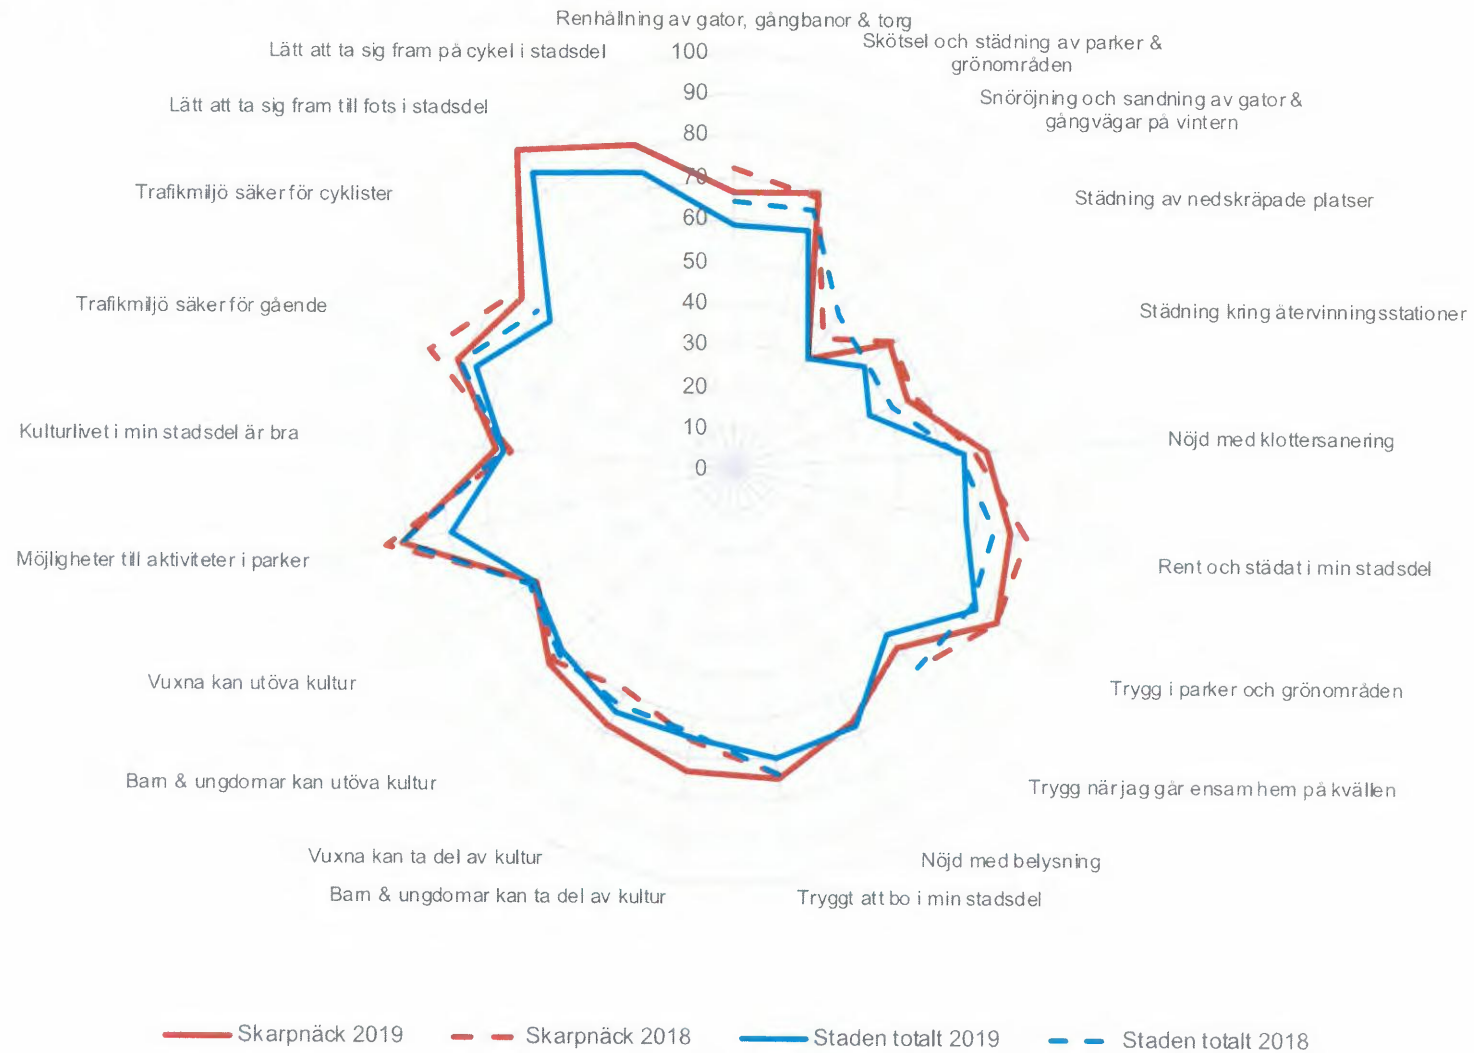 Renhållning av gator, gångbanor & torg
Skötsel och städning av parker &
grönområden
Snöröjning och sandning av gator &
gångvägar på vintern
Städning av nedskräpade platser
Städning kring återvinningsstationer
Nöjd med klottersanering
Rent och städat i min stadsdel
Trygg i parker och grönområden
Trygg när jag går ensam hem på kvällen
Nöjd med belysning
Tryggt att bo i min stadsdel
Barn & ungdomar kan ta del av kultur
Vuxna kan ta del av kultur
Barn & ungdomar kan utöva kultur
Vuxna kan utöva kultur
Möjligheter till aktiviteter i parker
Kulturlivet i min stadsdel är bra
Trafikmiljö säker för gående
Trafikmiljö säker för cyklister
Lätt att ta sig fram till fots i stadsdel
Lätt att ta sig fram på cykel i stadsdel
100
90
80
70
60
50
40
30
20
10
0
Skarpnäck 2019
Skarpnäck 2018
Staden totalt 2019
Staden totalt 2018